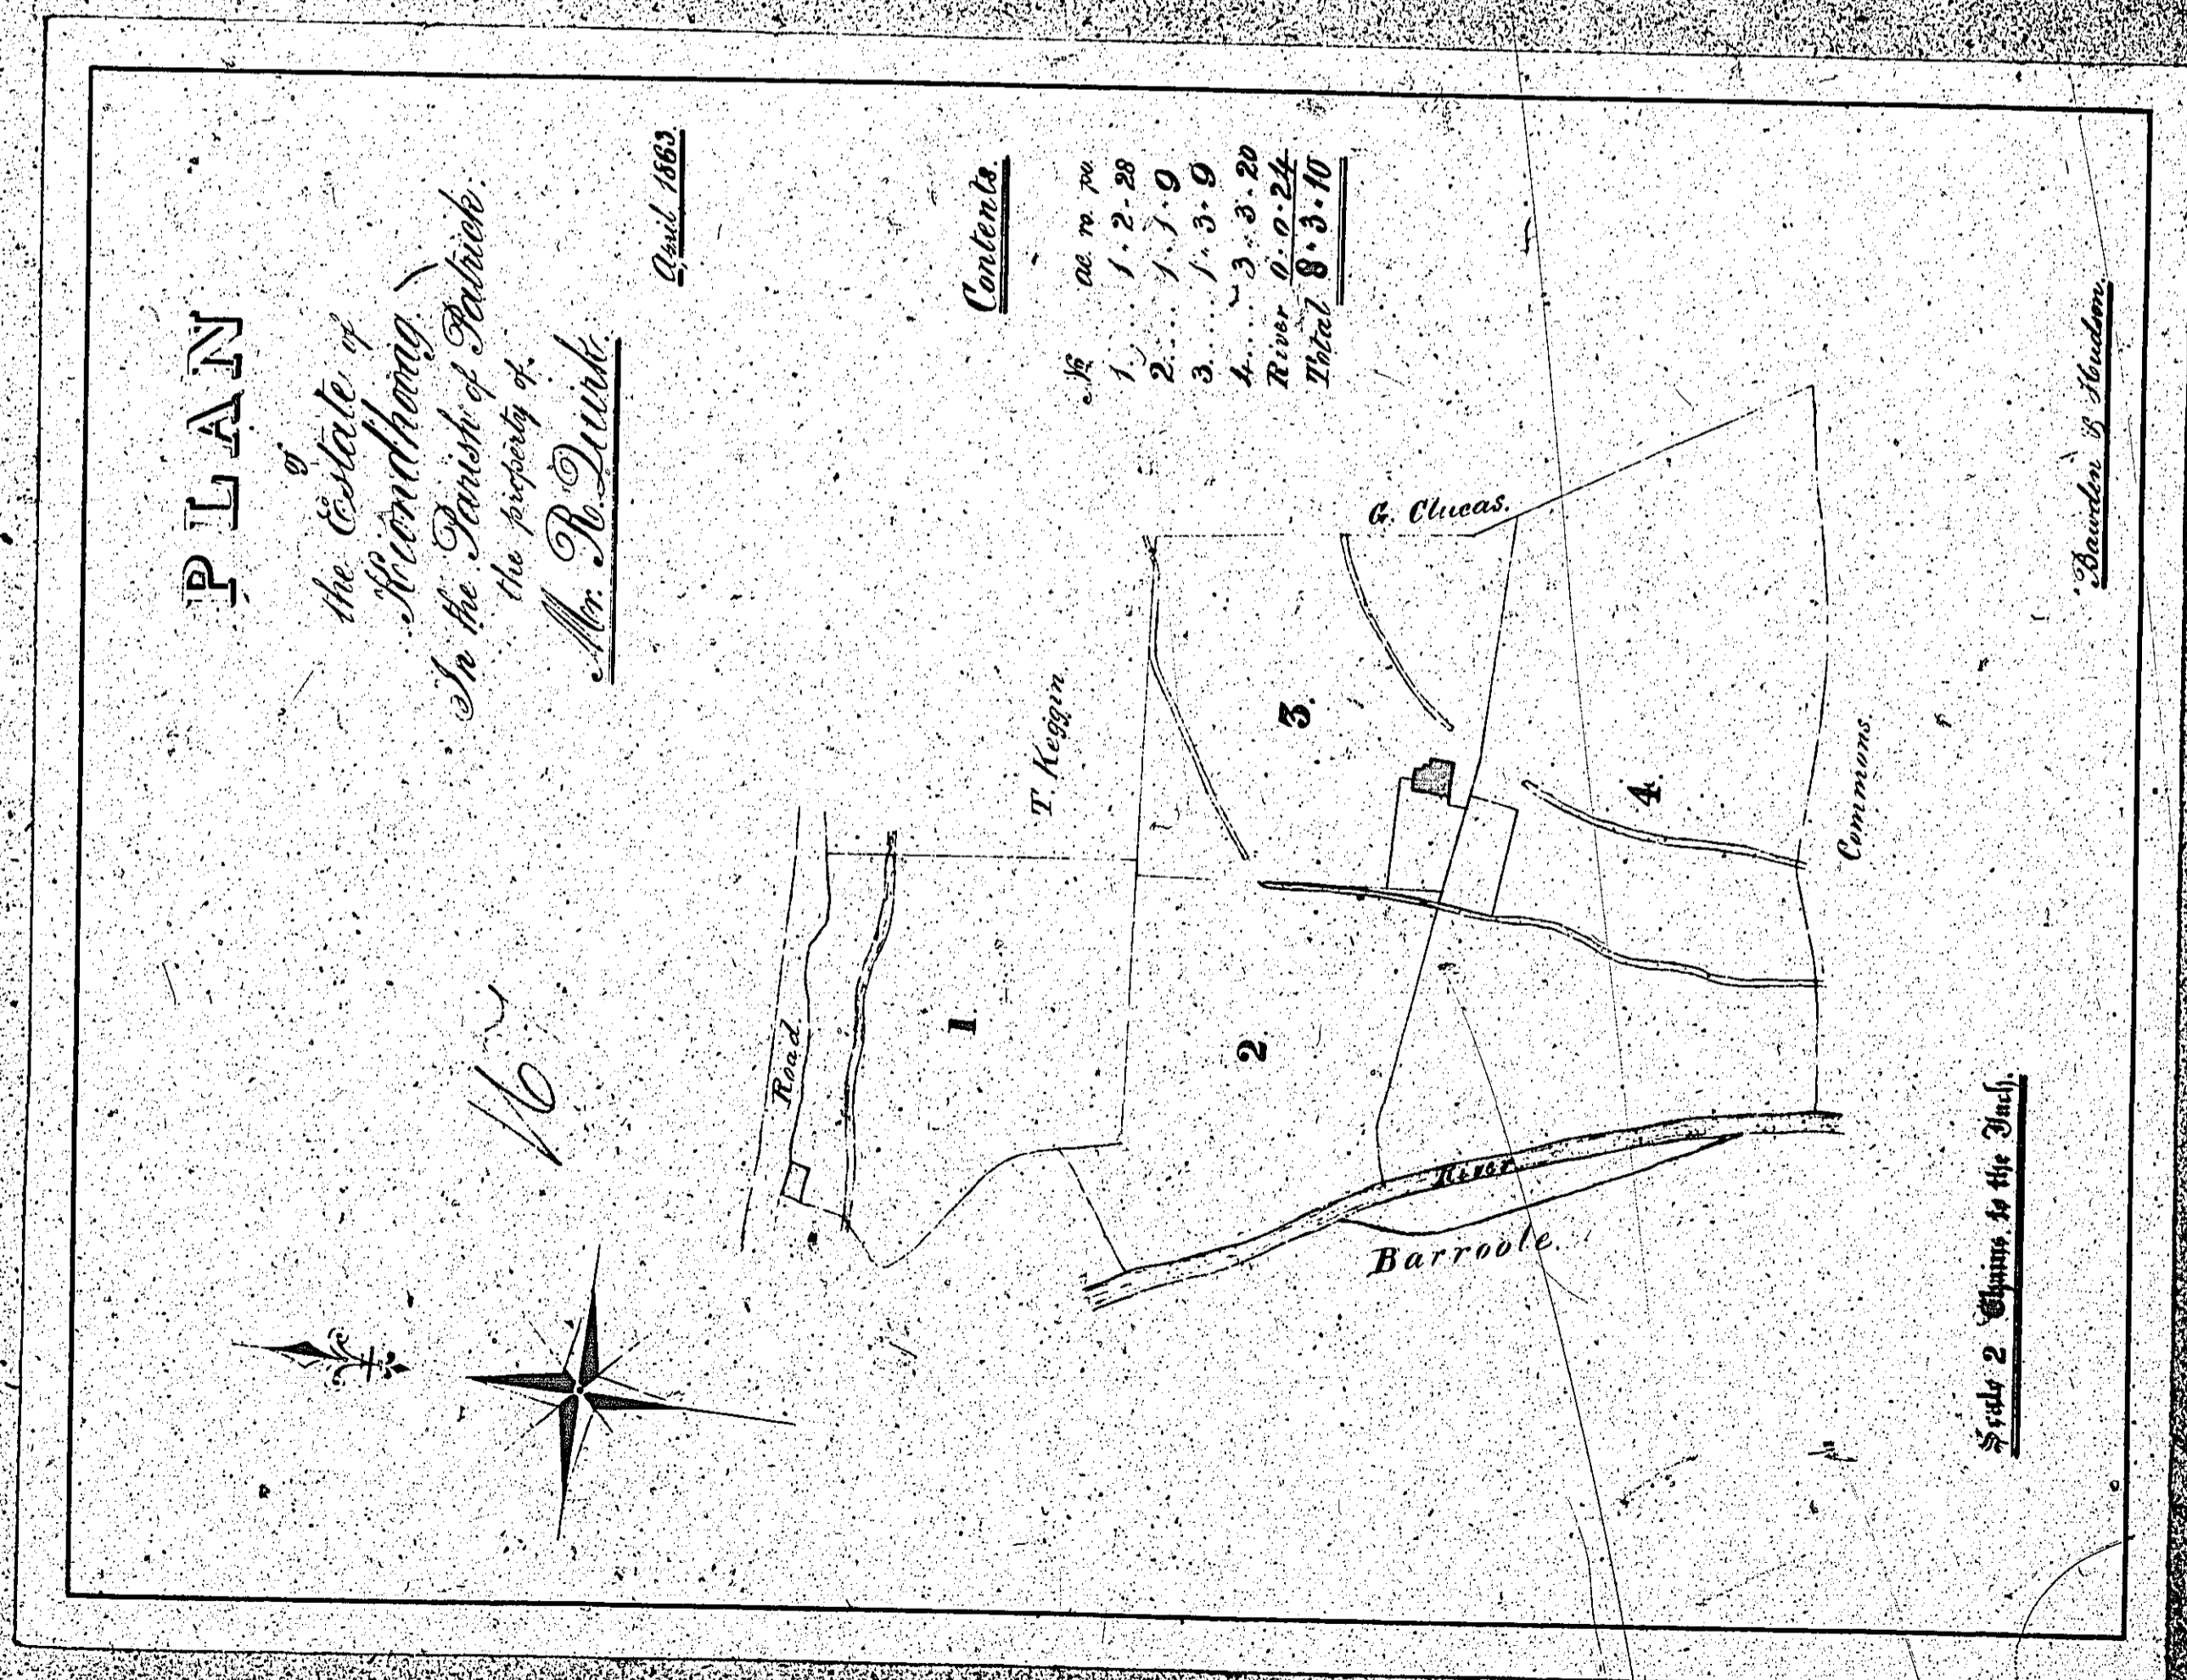 PLAN
of
the Estate of
Kiondhooig
In the Parish of Patrick.
the property of
Mr. R. Quirk.
April 1863.
16
Contents.
No ac. ro. po.
1..... 1 . 2 . 28
2..... 1 . 1 . 9
3..... 1 . 3 . 9
4..... 3 . 3 . 20
River 0 . 0 . 24
Total 8 . 3 . 10
Road.
1.
T. Keggin
2.
3.
G. Clucas.
4.
River
Barroole.
Commons
Scale 2 Chains to the Inch.
Bawden & Hudson.